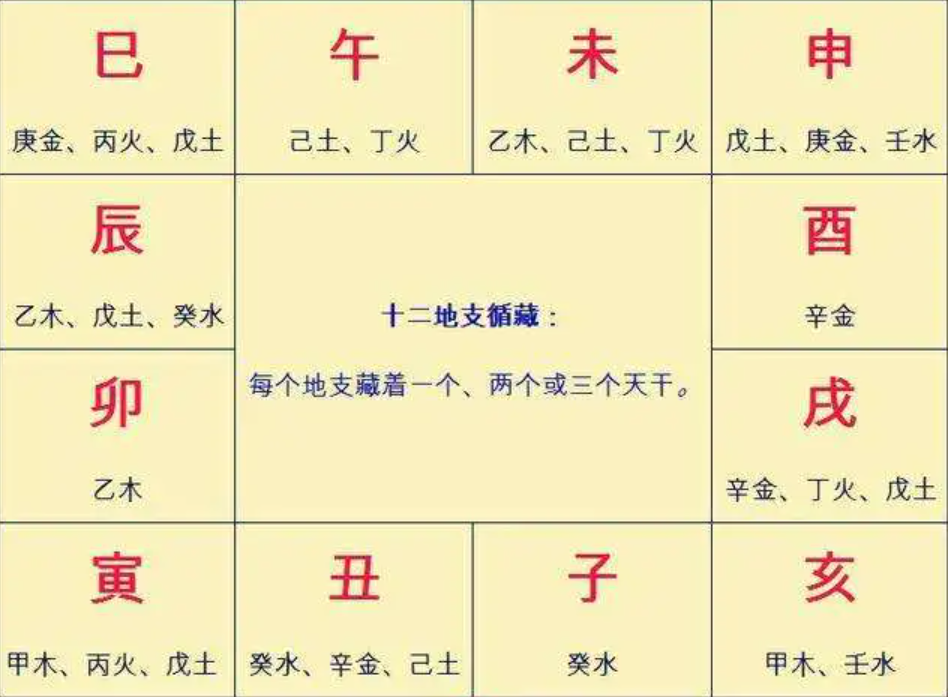 巳
庚金、丙火、戊土
午
己土、丁火
未
乙木、己土、丁火
申
戊土、庚金、壬水
辰
乙木、戊土、癸水
十二地支循藏：
每个地支藏着一个、两个或三个天干。
酉
辛金
卯
乙木
戌
辛金、丁火、戊土
寅
甲木、丙火、戊土
丑
癸水、辛金、己土
子
癸水
亥
甲木、壬水